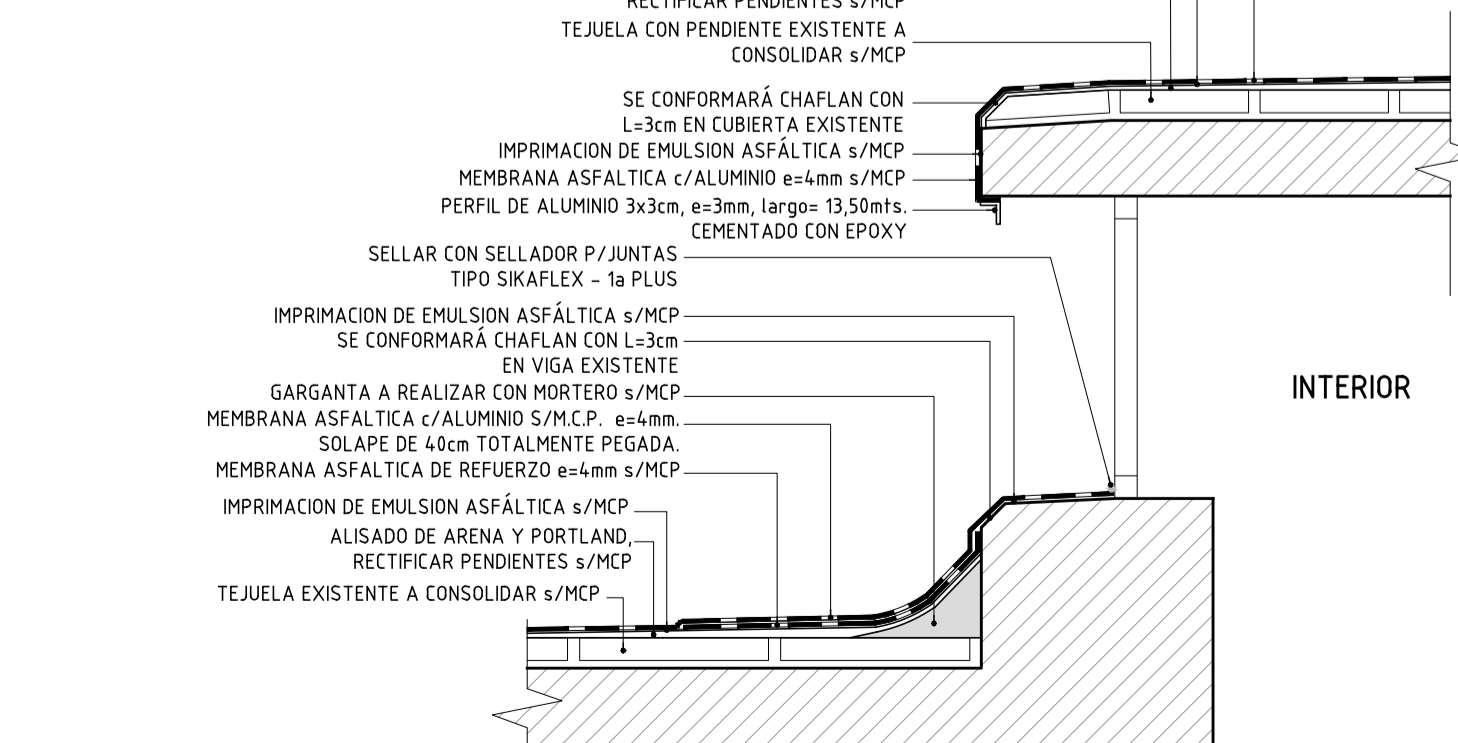 RECTIFICAR PENDIENTES s/MCP
TEJUELA CON PENDIENTE EXISTENTE A
CONSOLIDAR s/MCP
SE CONFORMARÁ CHAFLAN CON
L=3cm EN CUBIERTA EXISTENTE
IMPRIMACION DE EMULSION ASFÁLTICA s/MCP
MEMBRANA ASFALTICA c/ALUMINIO e=4mm s/MCP
PERFIL DE ALUMINIO 3x3cm, e=3mm, largo= 13,50mts.
CEMENTADO CON EPOXY
SELLAR CON SELLADOR P/JUNTAS
TIPO SIKAFLEX - 1a PLUS
IMPRIMACION DE EMULSION ASFÁLTICA s/MCP
SE CONFORMARÁ CHAFLAN CON L=3cm
EN VIGA EXISTENTE
GARGANTA A REALIZAR CON MORTERO s/MCP
MEMBRANA ASFALTICA c/ALUMINIO S/M.C.P. e=4mm.
SOLAPE DE 40cm TOTALMENTE PEGADA.
MEMBRANA ASFALTICA DE REFUERZO e=4mm s/MCP
IMPRIMACION DE EMULSION ASFÁLTICA s/MCP
ALISADO DE ARENA Y PORTLAND,
RECTIFICAR PENDIENTES s/MCP
TEJUELA EXISTENTE A CONSOLIDAR s/MCP
INTERIOR